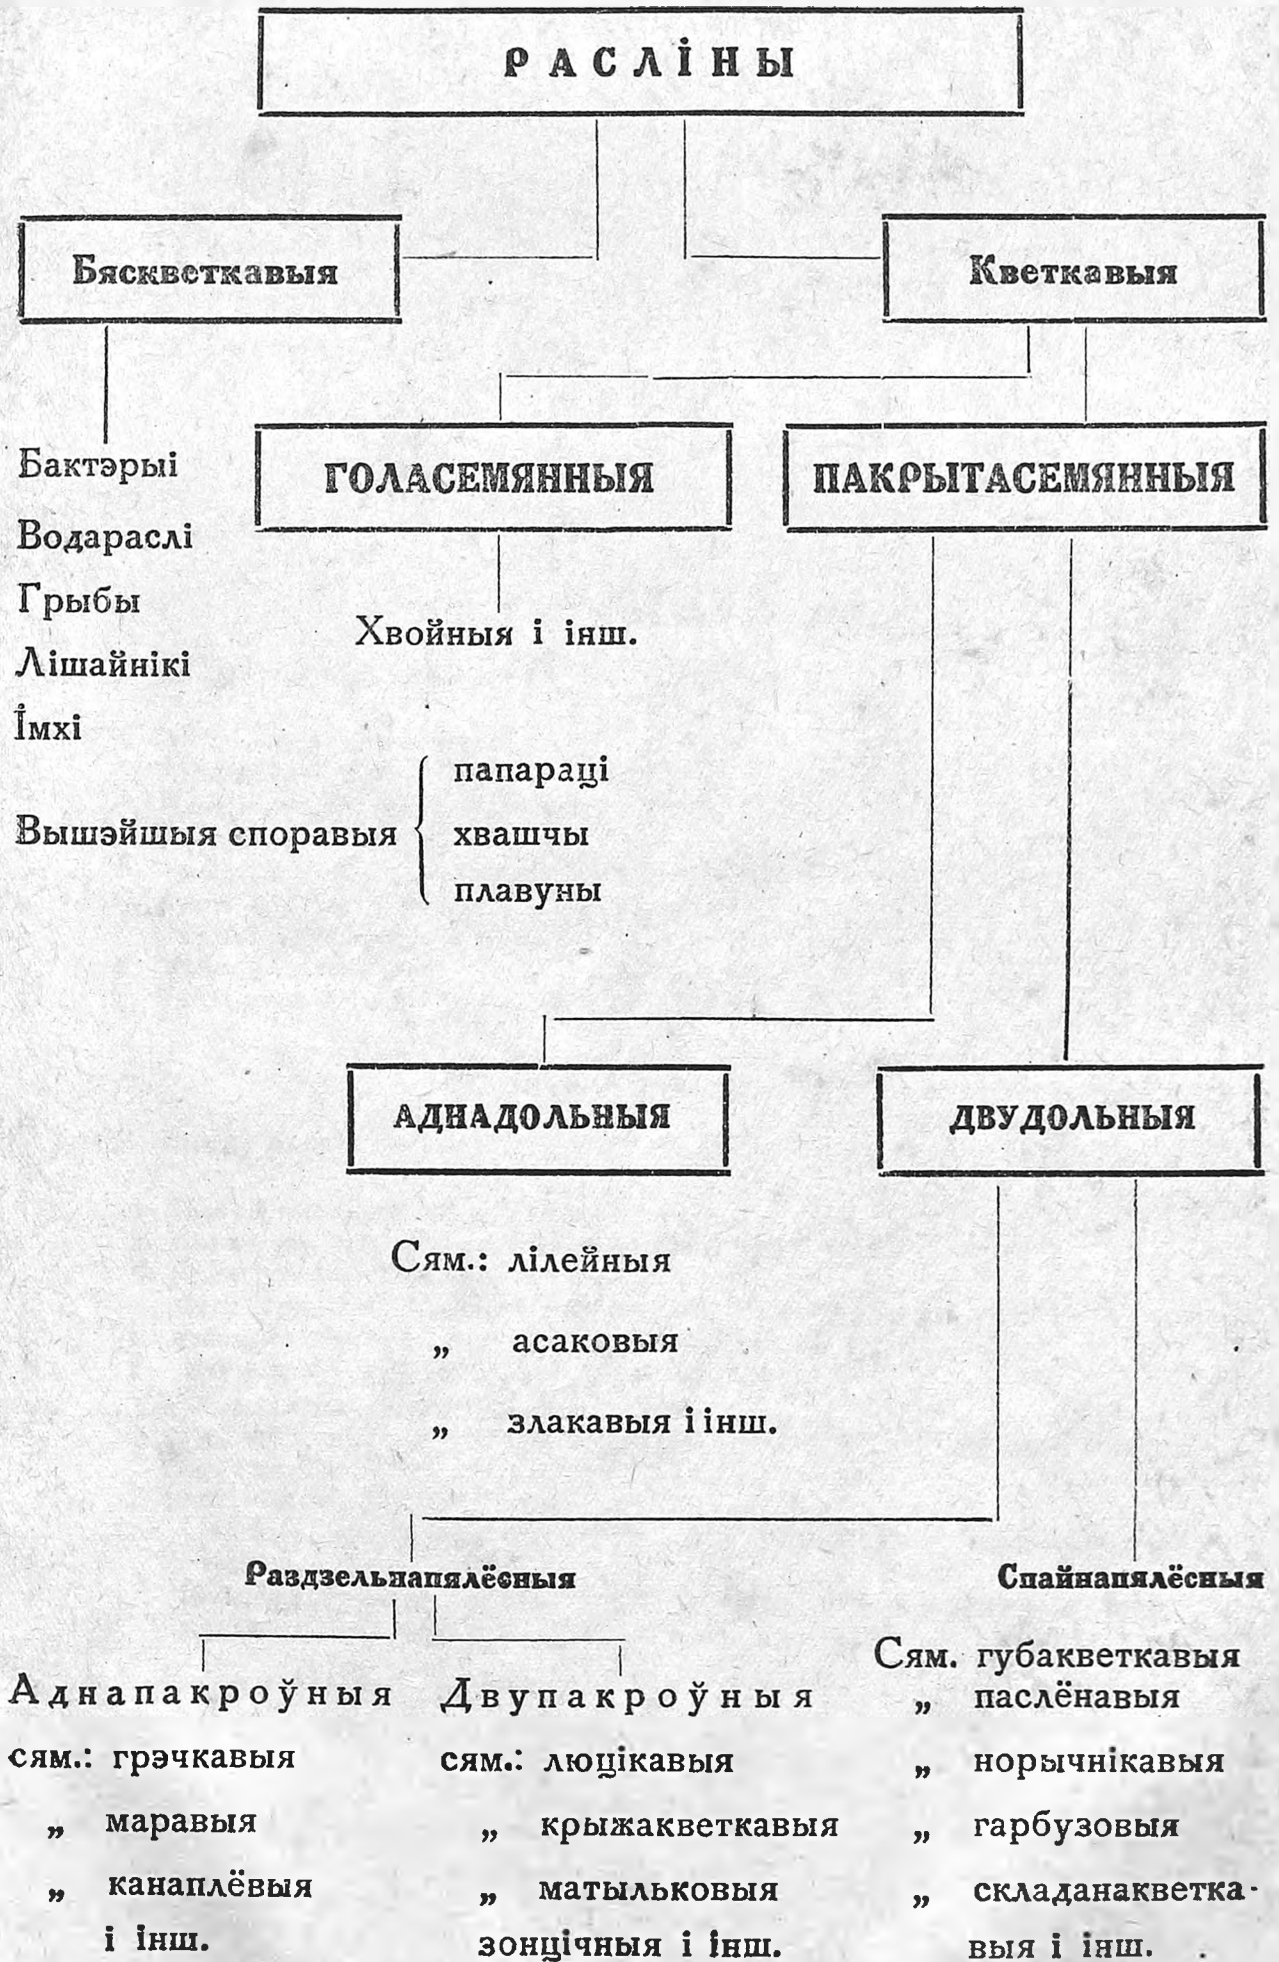 РАСЛІНЫ
Бяскветкавыя
Кветкавыя
Бактэрыі
Водараслі
Грыбы
Лішайнікі
Імхі
Вышэйшыя споравыя
папараці
хвашчы
плавуны
ГОЛАСЕМЯННЫЯ
Хвойныя і інш.
ПАКРЫТАСЕМЯННЫЯ
АДНАДОЛЬНЫЯ
Сям.: лілейныя
„ асаковыя
„ злакавыя і інш.
ДВУДОЛЬНЫЯ
Раздзельнапялёсныя
Аднапакроўныя
сям.: грэчкавыя
„ маравыя
„ канаплёвыя
і інш.
Двупакроўныя
сям.: люцікавыя
„ крыжакветкавыя
„ матыльковыя
зонцічныя і інш.
Спайнапялёсныя
Сям. губакветкавыя
„ паслёнавыя
„ норычнікавыя
„ гарбузовыя
„ складанакветка-
выя і інш.